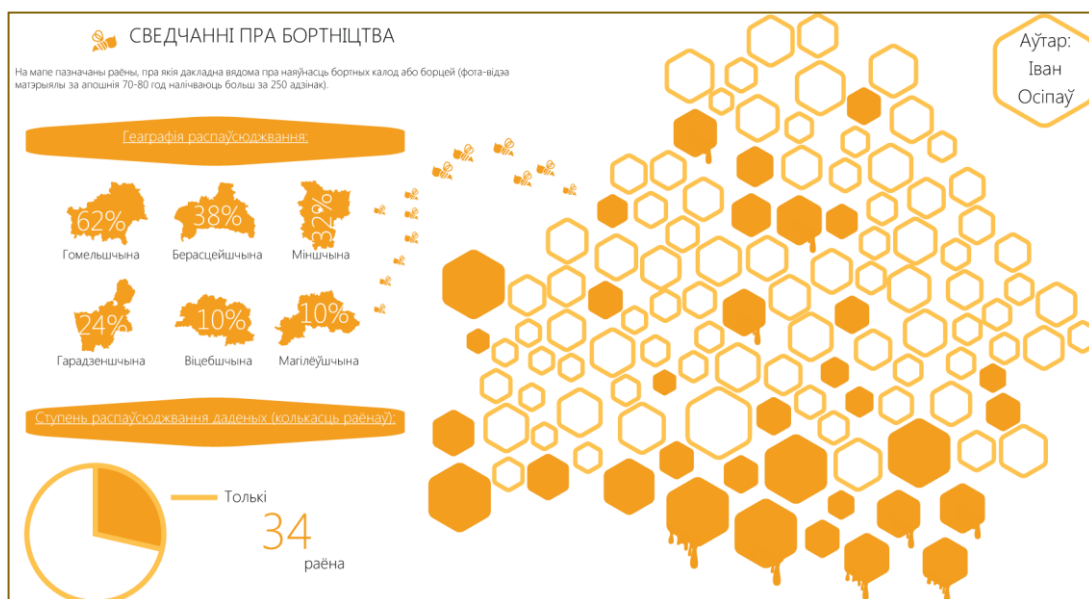 СВЕДЧАННІ ПРА БОРТНІЦТВА
На мапе пазначаны раёны, пра якія дакладна вядома пра наяўнасць бортных калод або борцей (фота-відэа
матэрыялы за апошнія 70-80 год налічваюць больш за 250 адзінак).
Аўтар:
Іван
Осіпаў
Геаграфія распаўсюджвання:
62%
38%
32%
Гомельшчына
Берасцейшчына
Міншчына
24%
10%
10%
Гарадзеншчына
Віцебшчына
Магілёўшчына
Ступень распаўсюджвання даденых (колькасць раёнаў):
Толькі
34
раёна